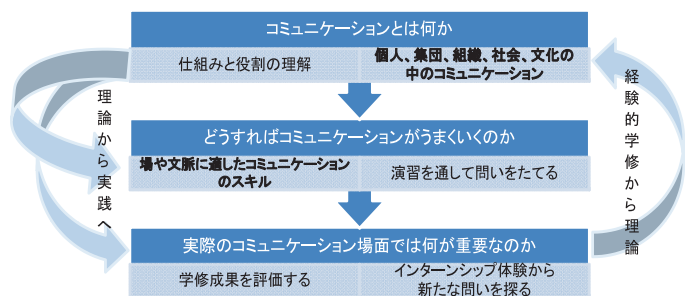 コミュニケーションとは何か
仕組みと役割の理解
個人、集団、組織、社会、文化の
中のコミュニケーション
理論から実践へ
どうすればコミュニケーションがうまくいくのか
場や文脈に適したコミュニケーション
のスキル
演習を通して問いをたてる
経験的学修から理論
実際のコミュニケーション場面では何が重要なのか
学修成果を評価する
インターンシップ体験から
新たな問いを探る